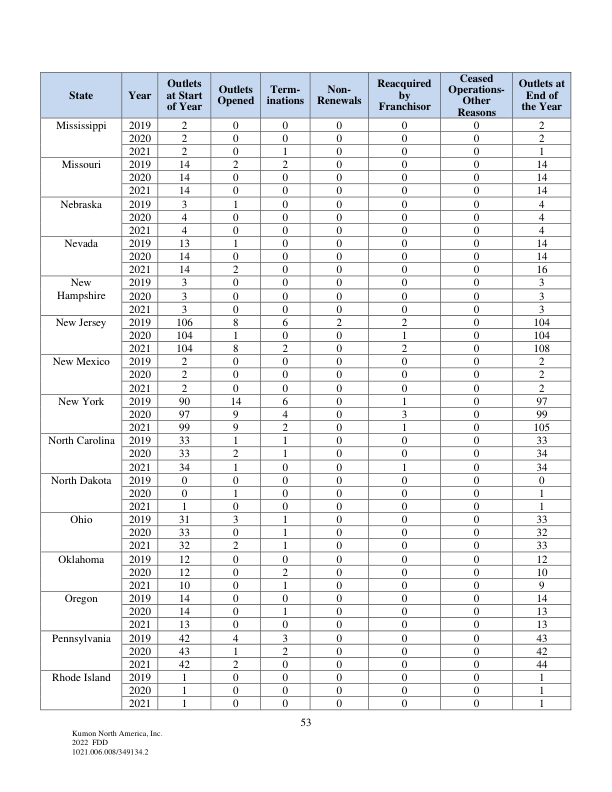 State Year Outlets at Start of Year Outlets Opened Term-inations Non-Renewals Reacquired by Franchisor Ceased Operations-Other Reasons Outlets at End of the Year
Mississippi 2019 2 0 0 0 0 0 2
2020 2 0 0 0 0 0 2
2021 2 0 1 0 0 0 1
Missouri 2019 14 2 2 0 0 0 14
2020 14 0 0 0 0 0 14
2021 14 0 0 0 0 0 14
Nebraska 2019 3 1 0 0 0 0 4
2020 4 0 0 0 0 0 4
2021 4 0 0 0 0 0 4
Nevada 2019 13 1 0 0 0 0 14
2020 14 0 0 0 0 0 14
2021 14 2 0 0 0 0 16
New Hampshire 2019 3 0 0 0 0 0 3
2020 3 0 0 0 0 0 3
2021 3 0 0 0 0 0 3
New Jersey 2019 106 8 6 2 2 0 104
2020 104 1 0 0 1 0 104
2021 104 8 2 0 2 0 108
New Mexico 2019 2 0 0 0 0 0 2
2020 2 0 0 0 0 0 2
2021 2 0 0 0 0 0 2
New York 2019 90 14 6 0 1 0 97
2020 97 9 4 0 3 0 99
2021 99 9 2 0 1 0 105
North Carolina 2019 33 1 1 0 0 0 33
2020 33 2 1 0 0 0 34
2021 34 1 0 0 1 0 34
North Dakota 2019 0 0 0 0 0 0 0
2020 0 1 0 0 0 0 1
2021 1 0 0 0 0 0 1
Ohio 2019 31 3 1 0 0 0 33
2020 33 0 1 0 0 0 32
2021 32 2 1 0 0 0 33
Oklahoma 2019 12 0 0 0 0 0 12
2020 12 0 2 0 0 0 10
2021 10 0 1 0 0 0 9
Oregon 2019 14 0 0 0 0 0 14
2020 14 0 1 0 0 0 13
2021 13 0 0 0 0 0 13
Pennsylvania 2019 42 4 3 0 0 0 43
2020 43 1 2 0 0 0 42
2021 42 2 0 0 0 0 44
Rhode Island 2019 1 0 0 0 0 0 1
2020 1 0 0 0 0 0 1
2021 1 0 0 0 0 0 1
53
Kumon North America, Inc.
2022 FDD
1021.006.008/349134.2